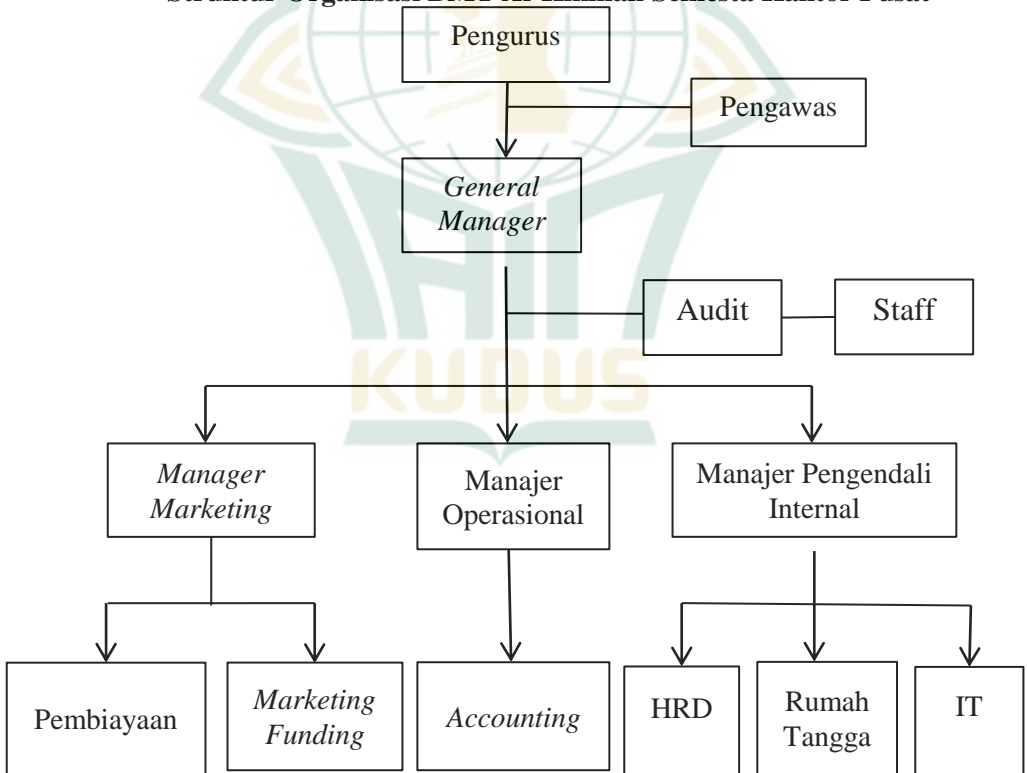 Pengurus
Pengawas
General
Manager
Audit
Staff
KUDUS
Manager
Marketing
Manajer
Operasional
Manajer Pengendali
Internal
Pembiayaan
Marketing
Funding
Accounting
HRD
Rumah
Tangga
IT